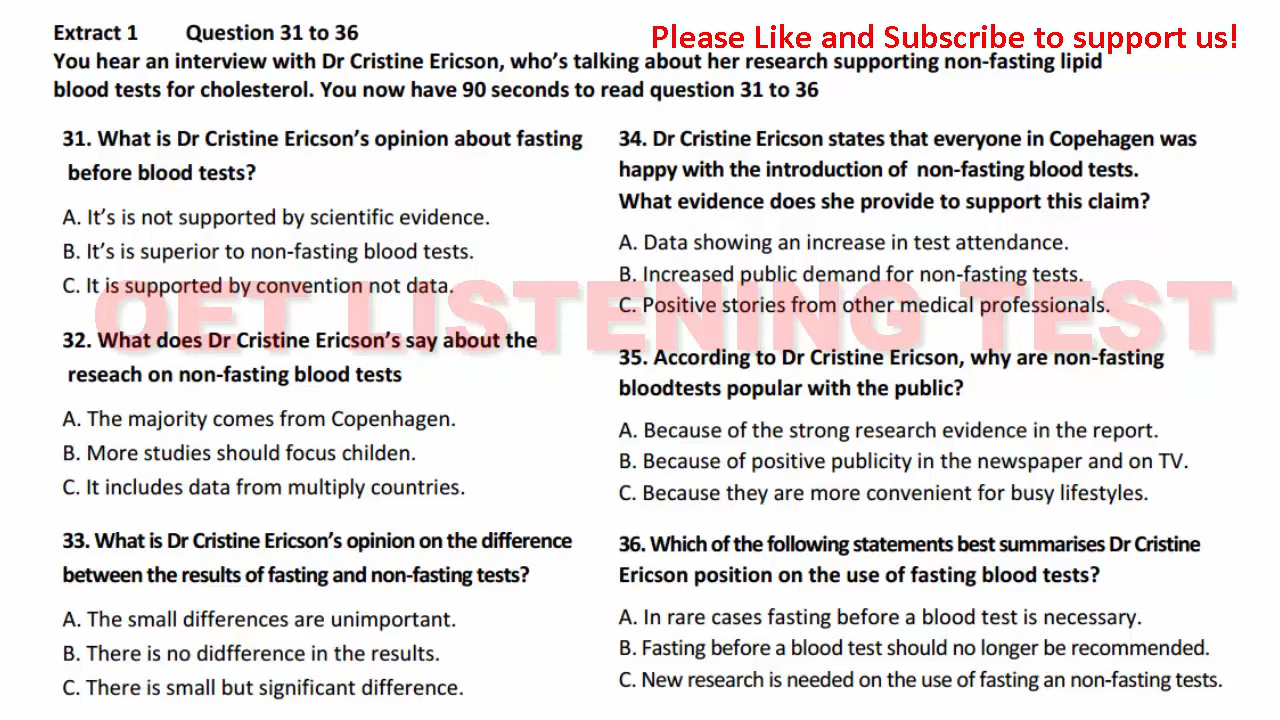 Extract 1 Question 31 to 36
Please Like and Subscribe to support us!
You hear an interview with Dr Cristine Ericson, who's talking about her research supporting non-fasting lipid
blood tests for cholesterol. You now have 90 seconds to read question 31 to 36
31. What is Dr Cristine Ericson's opinion about fasting
before blood tests?
A. It's is not supported by scientific evidence.
B. It's is superior to non-fasting blood tests.
C. It is supported by convention not data.
32. What does Dr Cristine Ericson's say about the
reseach on non-fasting blood tests
A. The majority comes from Copenhagen.
B. More studies should focus childen.
C. It includes data from multiply countries.
33. What is Dr Cristine Ericson's opinion on the difference
between the results of fasting and non-fasting tests?
A. The small differences are unimportant.
B. There is no didfference in the results.
C. There is small but significant difference.
34. Dr Cristine Ericson states that everyone in Copehagen was
happy with the introduction of non-fasting blood tests.
What evidence does she provide to support this claim?
A. Data showing an increase in test attendance.
B. Increased public demand for non-fasting tests.
C. Positive stories from other medical professionals.
35. According to Dr Cristine Ericson, why are non-fasting
bloodtests popular with the public?
A. Because of the strong research evidence in the report.
B. Because of positive publicity in the newspaper and on TV.
C. Because they are more convenient for busy lifestyles.
36. Which of the following statements best summarises Dr Cristine
Ericson position on the use of fasting blood tests?
A. In rare cases fasting before a blood test is necessary.
B. Fasting before a blood test should no longer be recommended.
C. New research is needed on the use of fasting an non-fasting tests.
OET LISTENING TEST